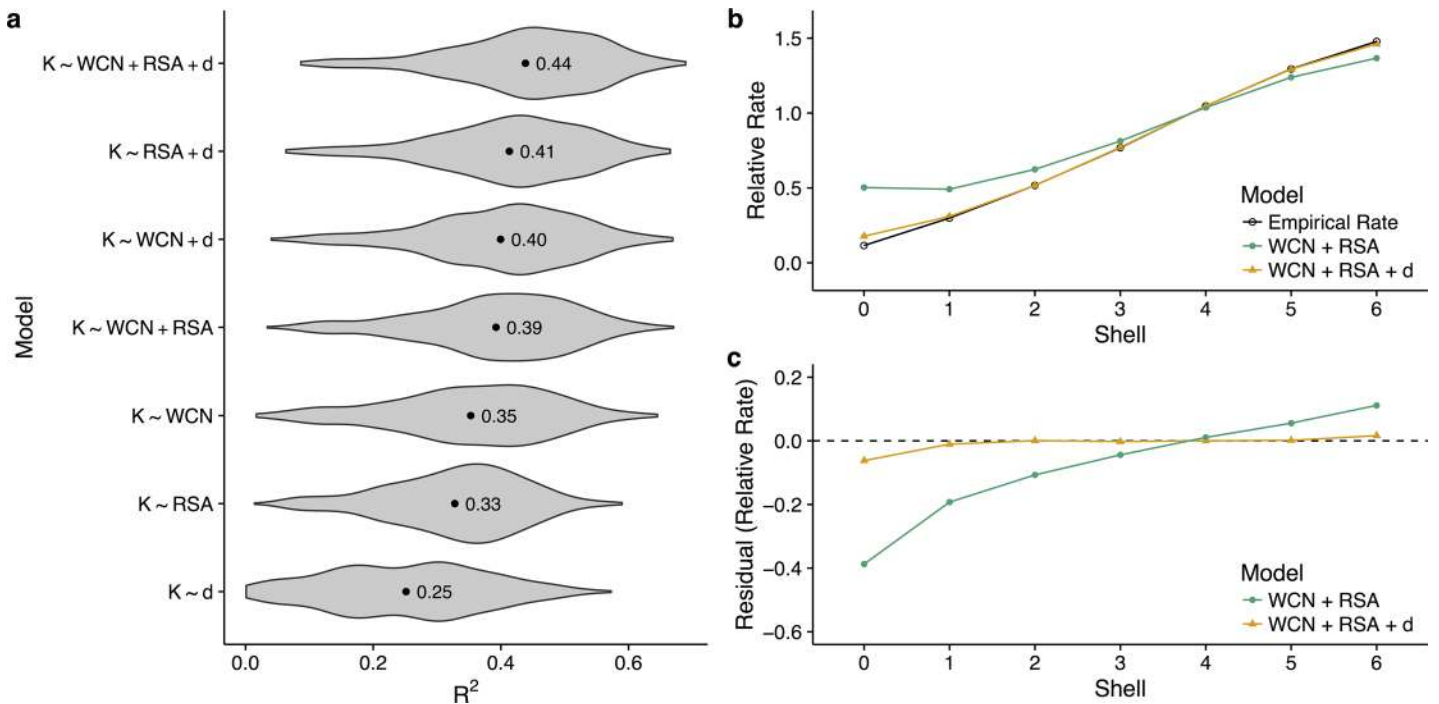 a
Model
K ~ WCN + RSA + d
0.44
K ~ RSA + d
0.41
K ~ WCN + d
0.40
K ~ WCN + RSA
0.39
K ~ WCN
0.35
K ~ RSA
0.33
K ~ d
0.25
0.0 0.2 0.4 0.6
R²
b
Relative Rate
1.5
1.0
0.5
0.0
Model
Empirical Rate
WCN + RSA
WCN + RSA + d
0 1 2 3 4 5 6
Shell
c
Residual (Relative Rate)
0.2
0.0
−0.2
−0.4
−0.6
Model
WCN + RSA
WCN + RSA + d
0 1 2 3 4 5 6
Shell